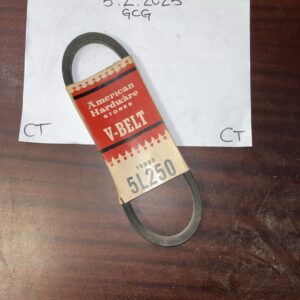 5.2.2025
GCG
American
Hardware
STORES
V-BELT
CT
CT
5L250